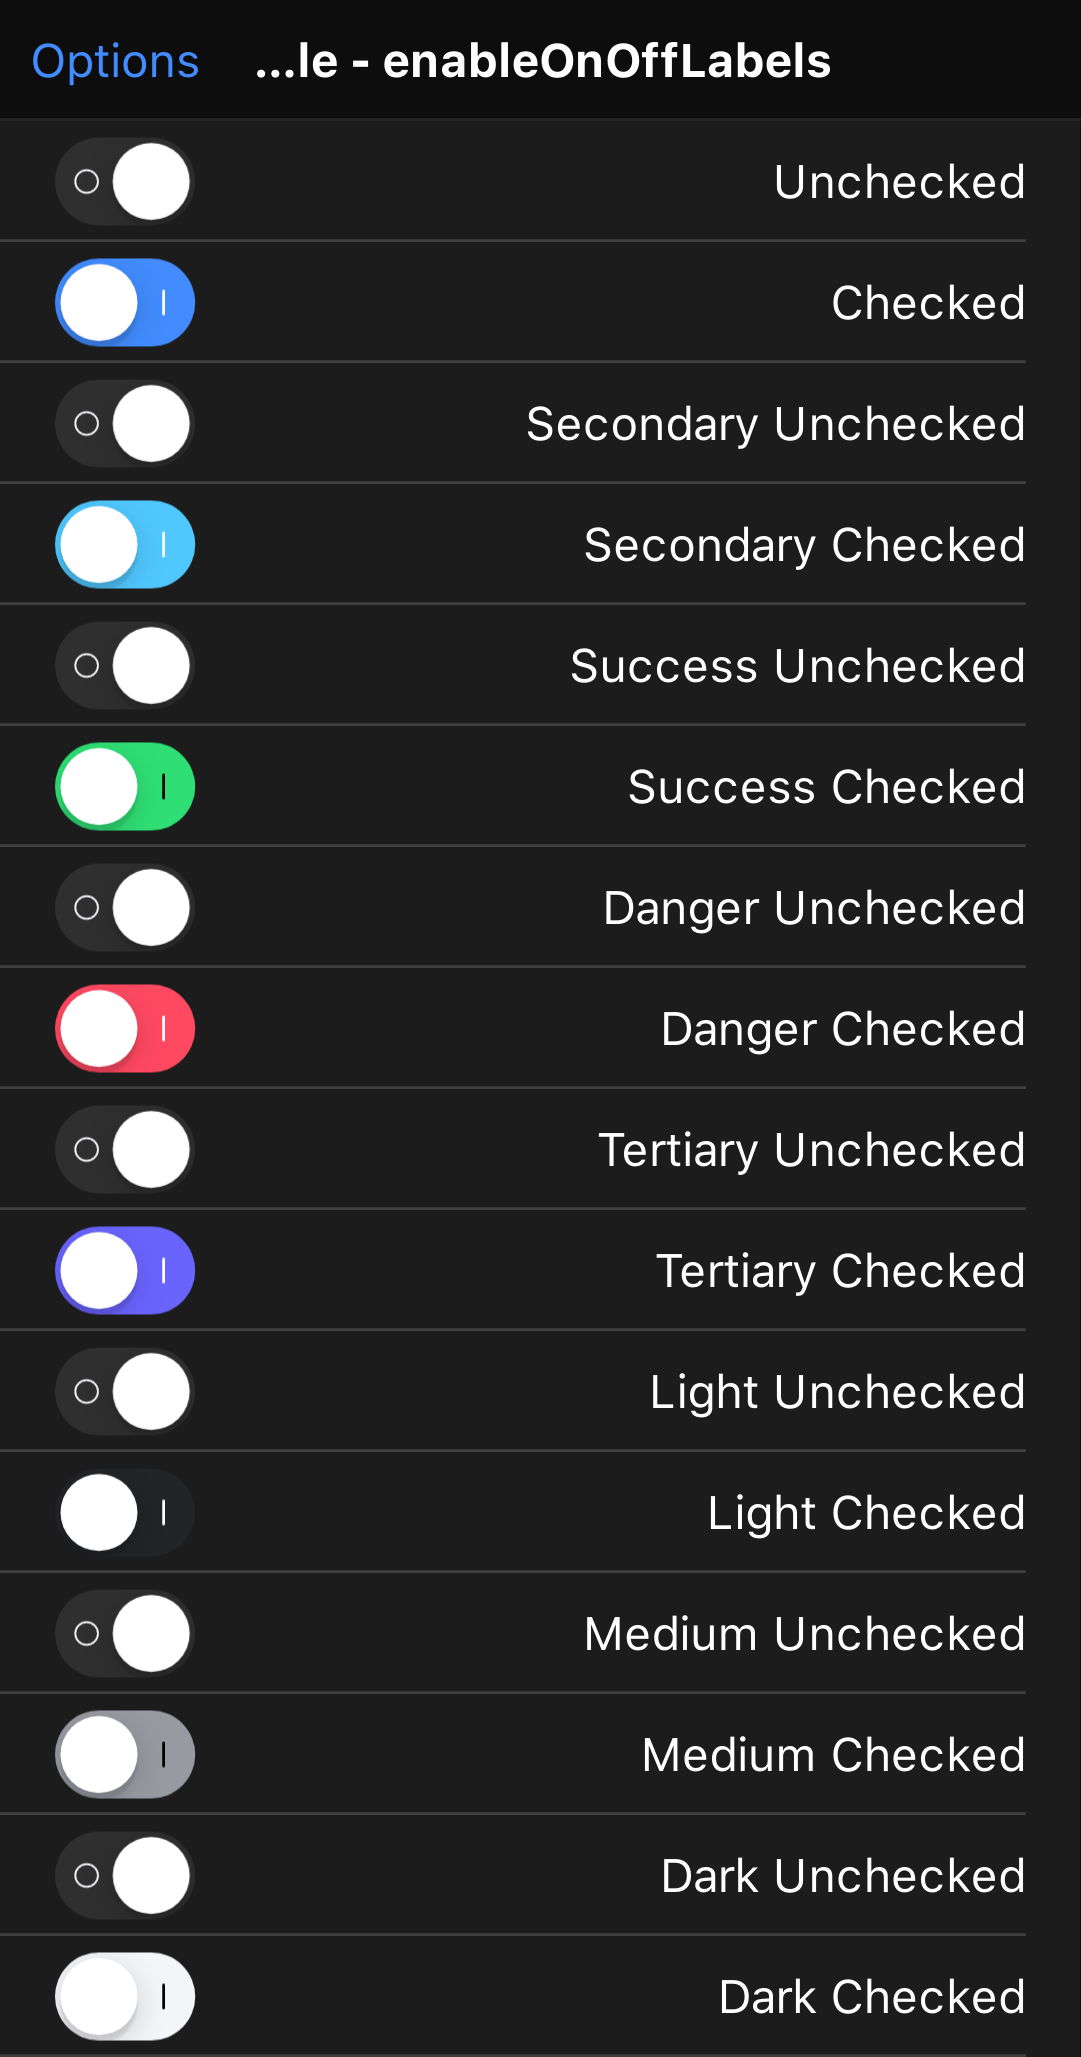 Options
...le - enableOnOffLabels
Unchecked
Checked
Secondary Unchecked
Secondary Checked
Success Unchecked
Success Checked
Danger Unchecked
Danger Checked
Tertiary Unchecked
Tertiary Checked
Light Unchecked
Light Checked
Medium Unchecked
Medium Checked
Dark Unchecked
Dark Checked